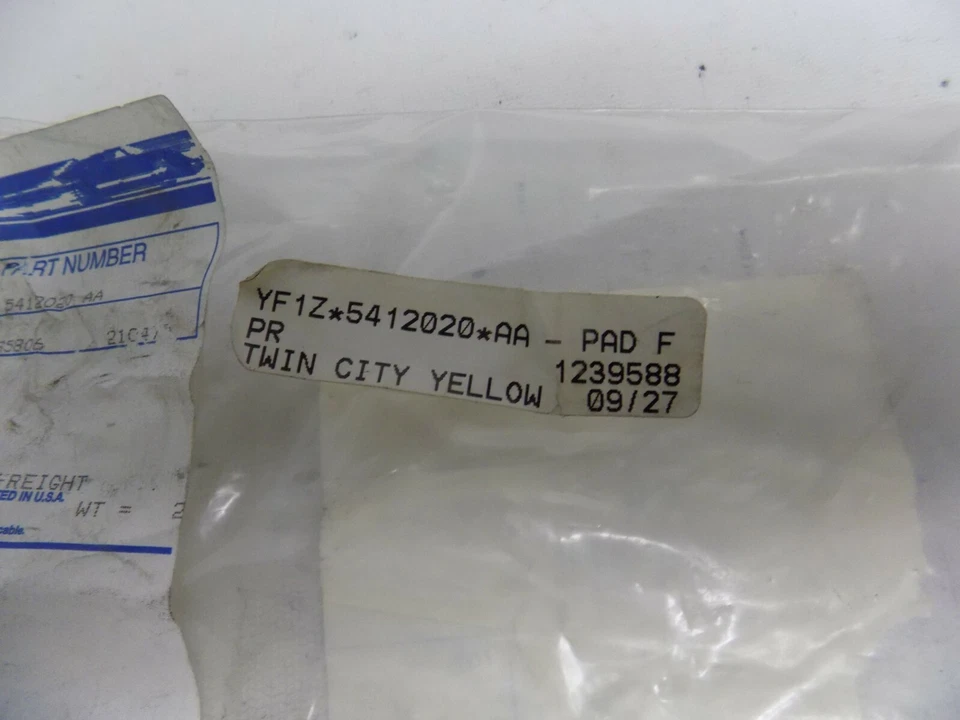 PART NUMBER
5412020 AA
FREIGHT
ED IN U.S.A.
WT = 2
YF1Z*5412020*AA - PAD F
PR 1239588
TWIN CITY YELLOW 09/27